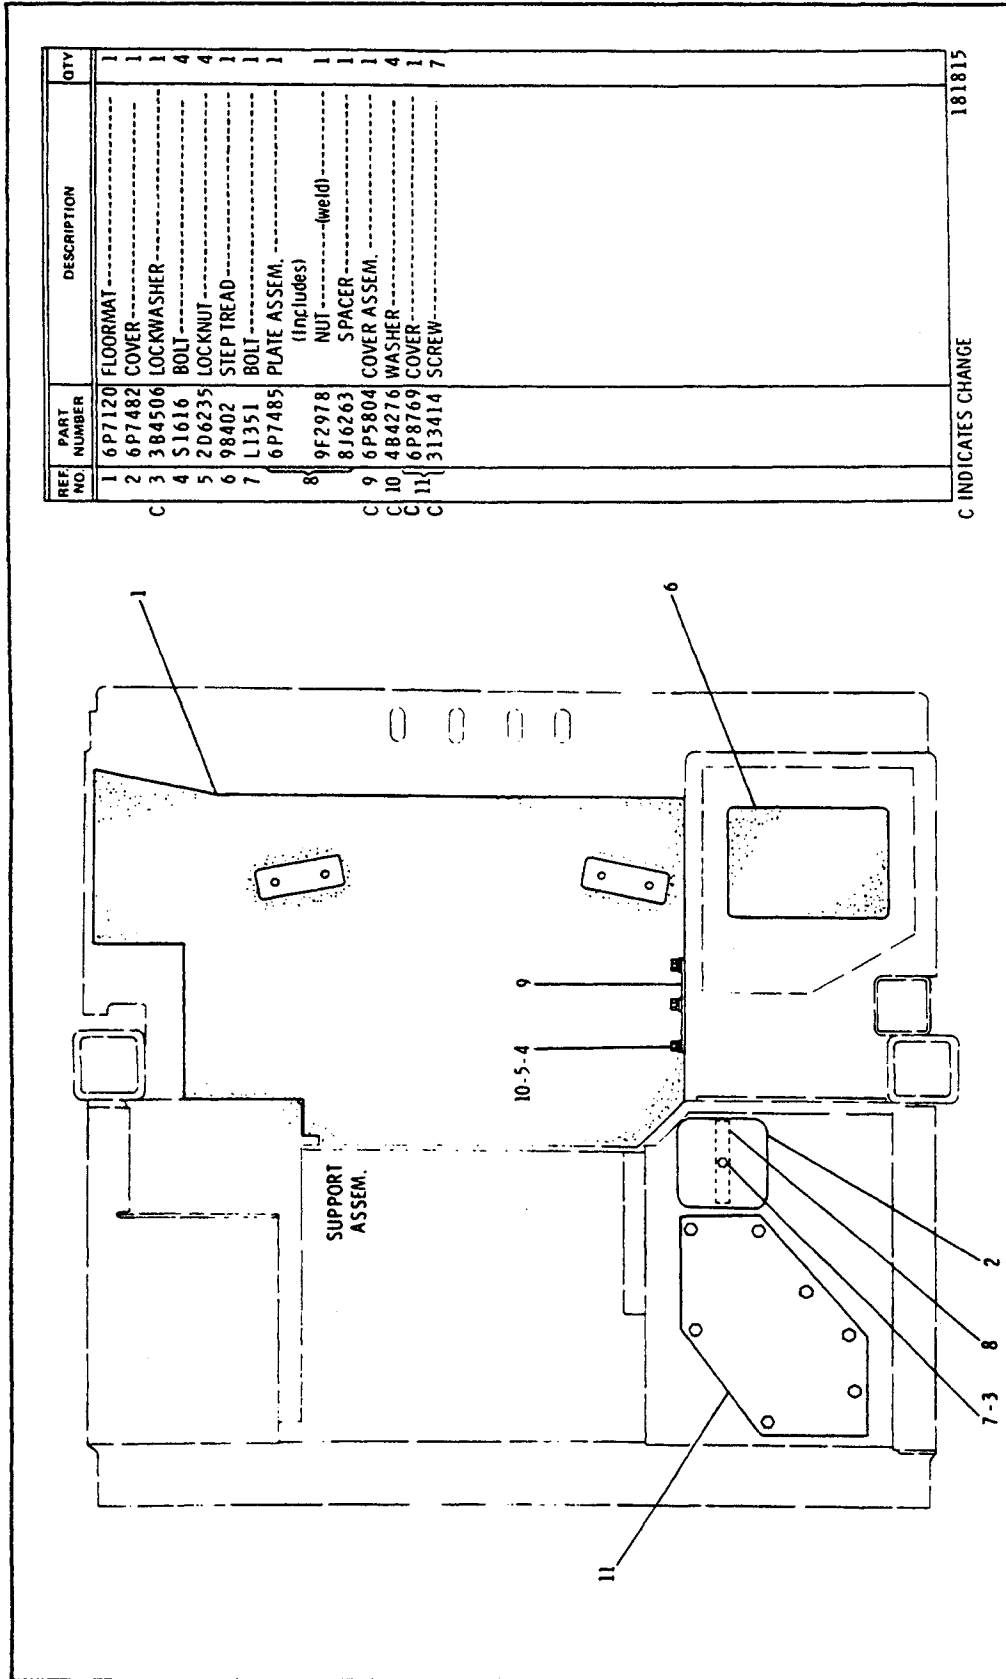 REF. NO. PART NUMBER DESCRIPTION QTY
1 6P7120 FLOORMAT 1
2 6P7482 COVER 1
C 3 3B4506 LOCKWASHER 1
4 S1616 BOLT 4
5 2D6235 LOCKNUT 4
6 98402 STEP TREAD 1
7 L1351 BOLT 1
8 6P7485 PLATE ASSEM. 1
(Includes)
9F2978 NUT (weld) 1
8J6263 SPACER 1
C 9 6P5804 COVER ASSEM. 1
C 10 4B4276 WASHER 4
C 11 6P8769 COVER 1
C 313414 SCREW 7
C INDICATES CHANGE
181815
1
6
9
10-5-4
SUPPORT
ASSEM.
2
8
7-3
11